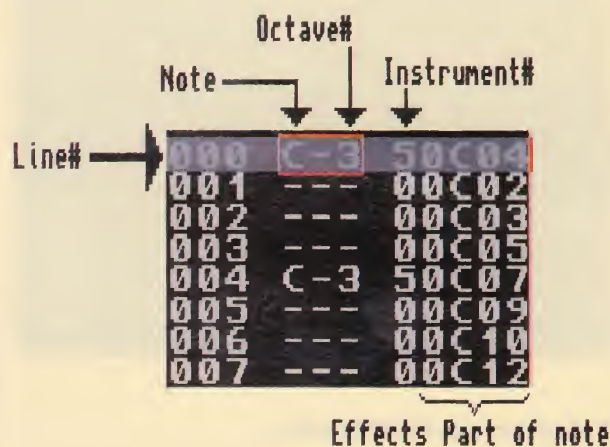 Octave#
Note
Instrument#
Line#
000 C-3 50C04
001 --- 00C02
002 --- 00C03
003 --- 00C05
004 C-3 50C07
005 --- 00C09
006 --- 00C10
007 --- 00C12
Effects Part of note